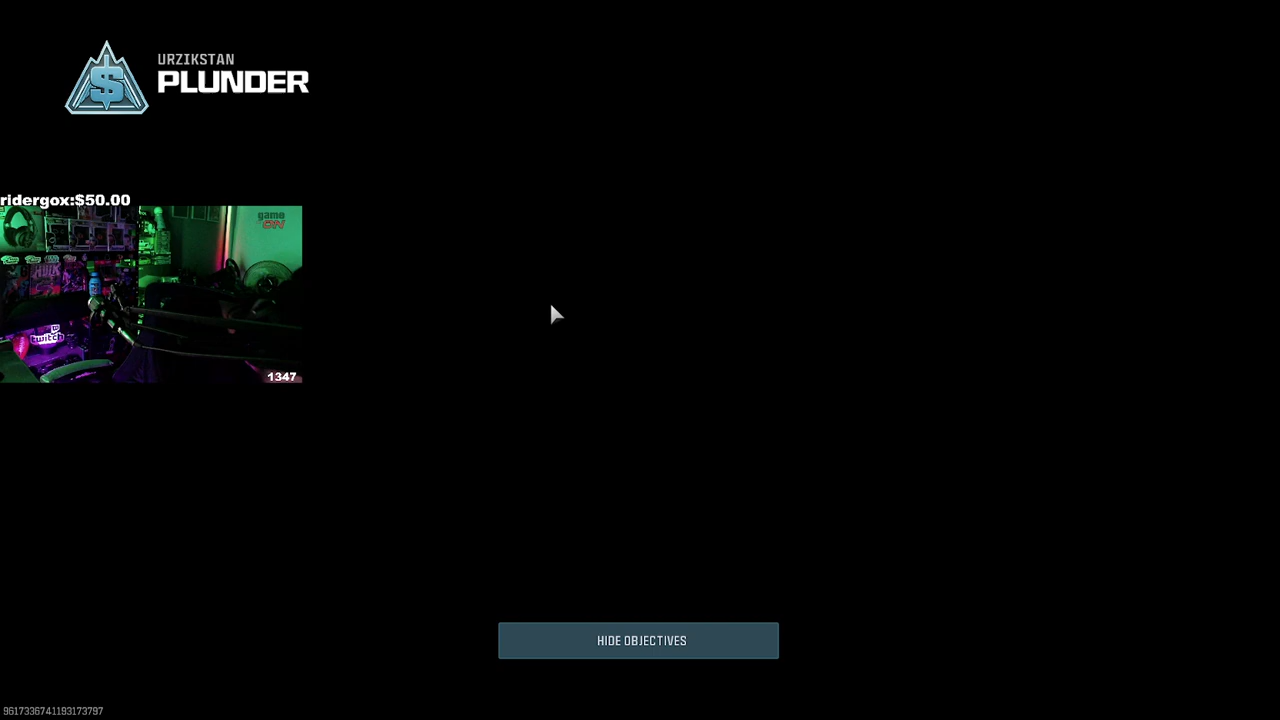 URZIKSTAN
PLUNDER
ridergox:$50.00
game
ON
twitch
1347
HIDE OBJECTIVES
9617336741193173797